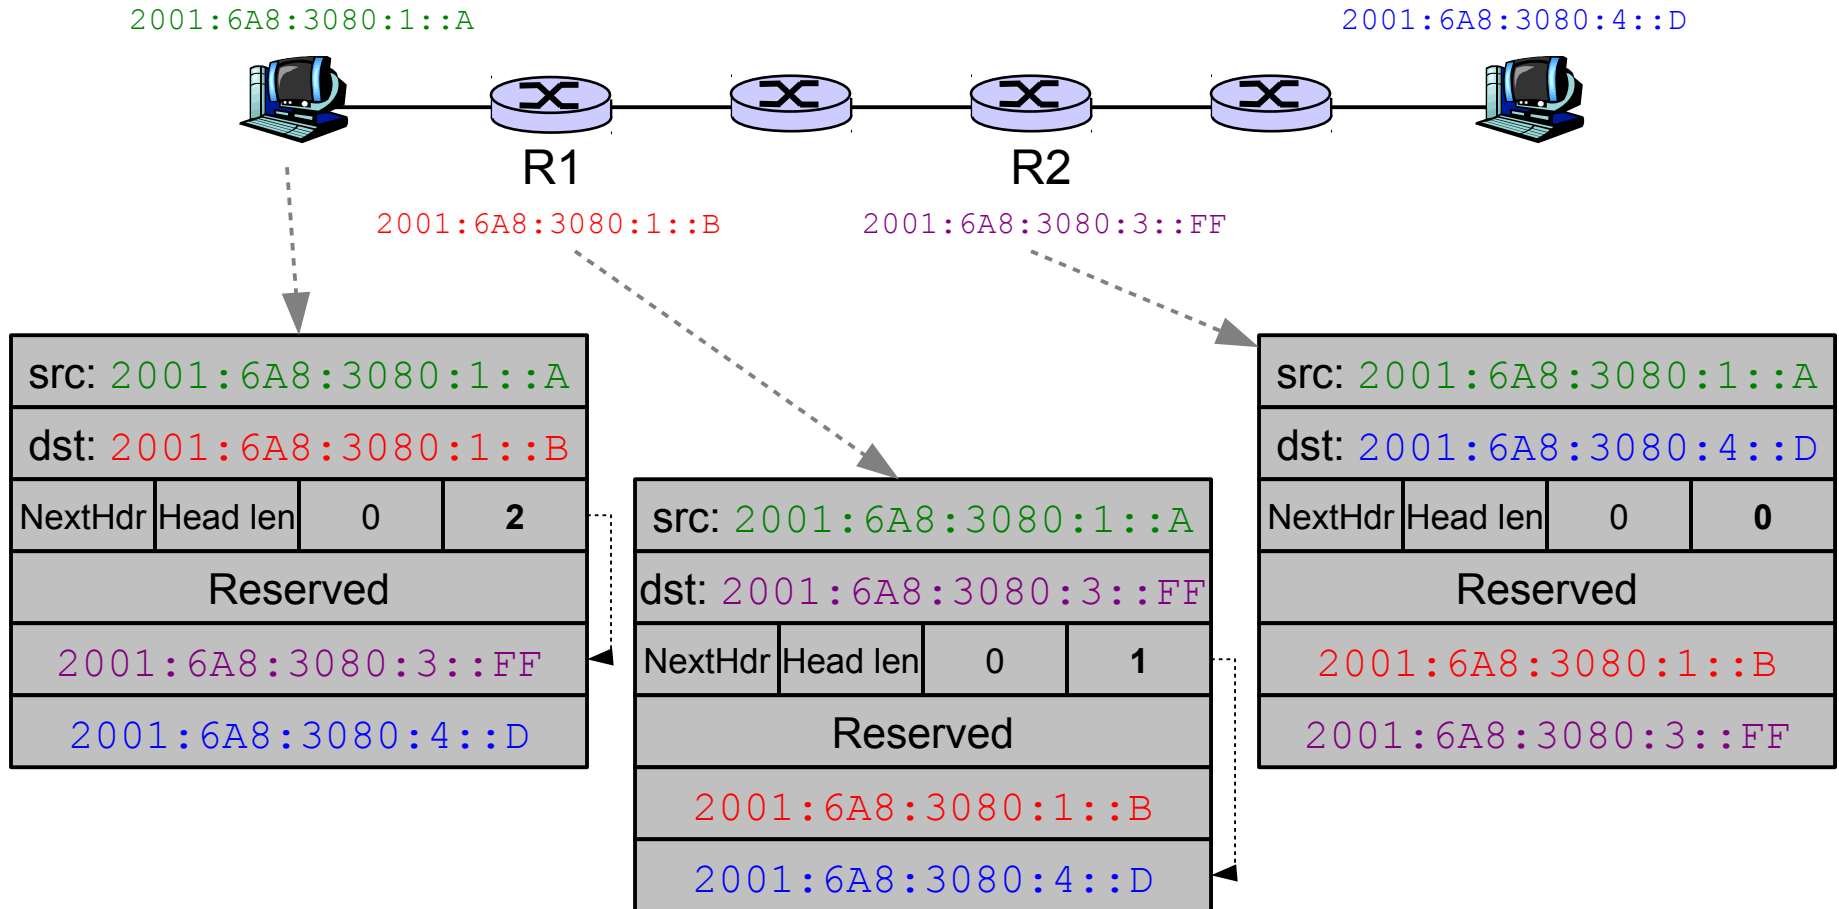 2001:6A8:3080:1::A
2001:6A8:3080:4::D
R1
R2
2001:6A8:3080:1::B
2001:6A8:3080:3::FF
src: 2001:6A8:3080:1::A
dst: 2001:6A8:3080:1::B
NextHdr Head len 0 2
Reserved
2001:6A8:3080:3::FF
2001:6A8:3080:4::D
src: 2001:6A8:3080:1::A
dst: 2001:6A8:3080:3::FF
NextHdr Head len 0 1
Reserved
2001:6A8:3080:1::B
2001:6A8:3080:4::D
src: 2001:6A8:3080:1::A
dst: 2001:6A8:3080:4::D
NextHdr Head len 0 0
Reserved
2001:6A8:3080:1::B
2001:6A8:3080:3::FF